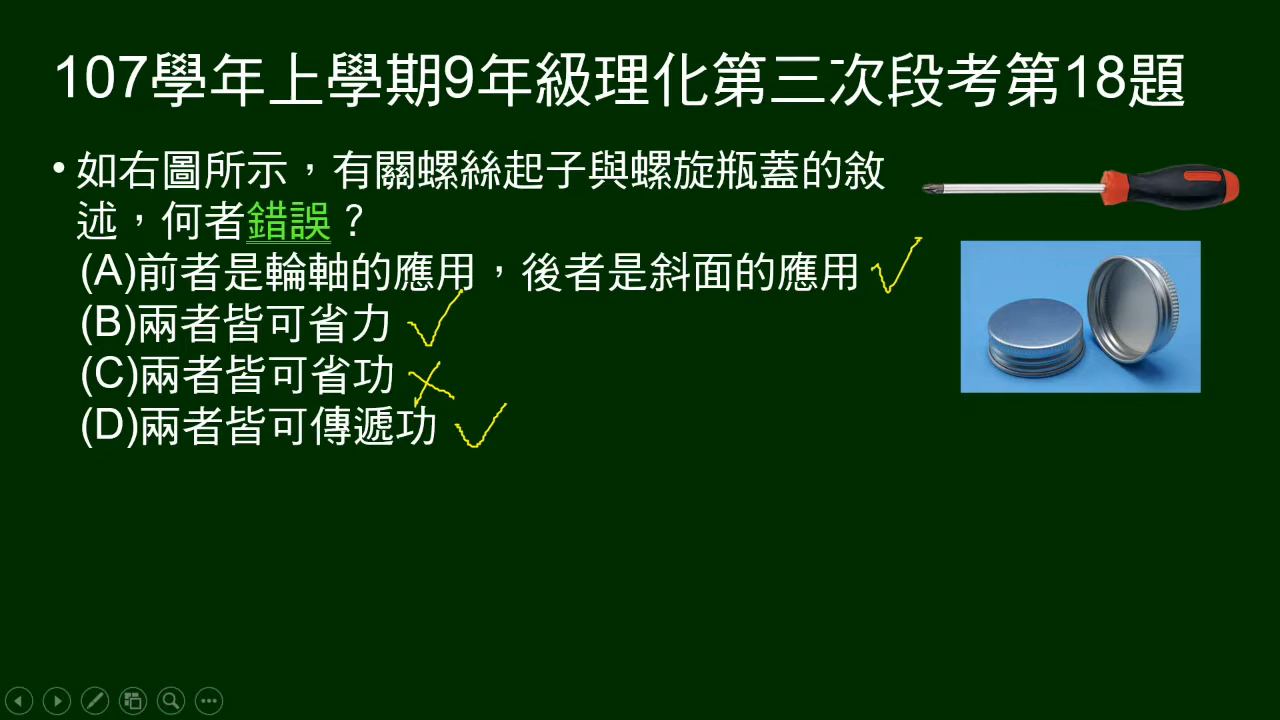 107學年上學期9年級理化第三次段考第18題
•如右圖所示，有關螺絲起子與螺旋瓶蓋的敘
述，何者錯誤？
(A)前者是輪軸的應用，後者是斜面的應用
(B)兩者皆可省力
(C)兩者皆可省功
(D)兩者皆可傳遞功